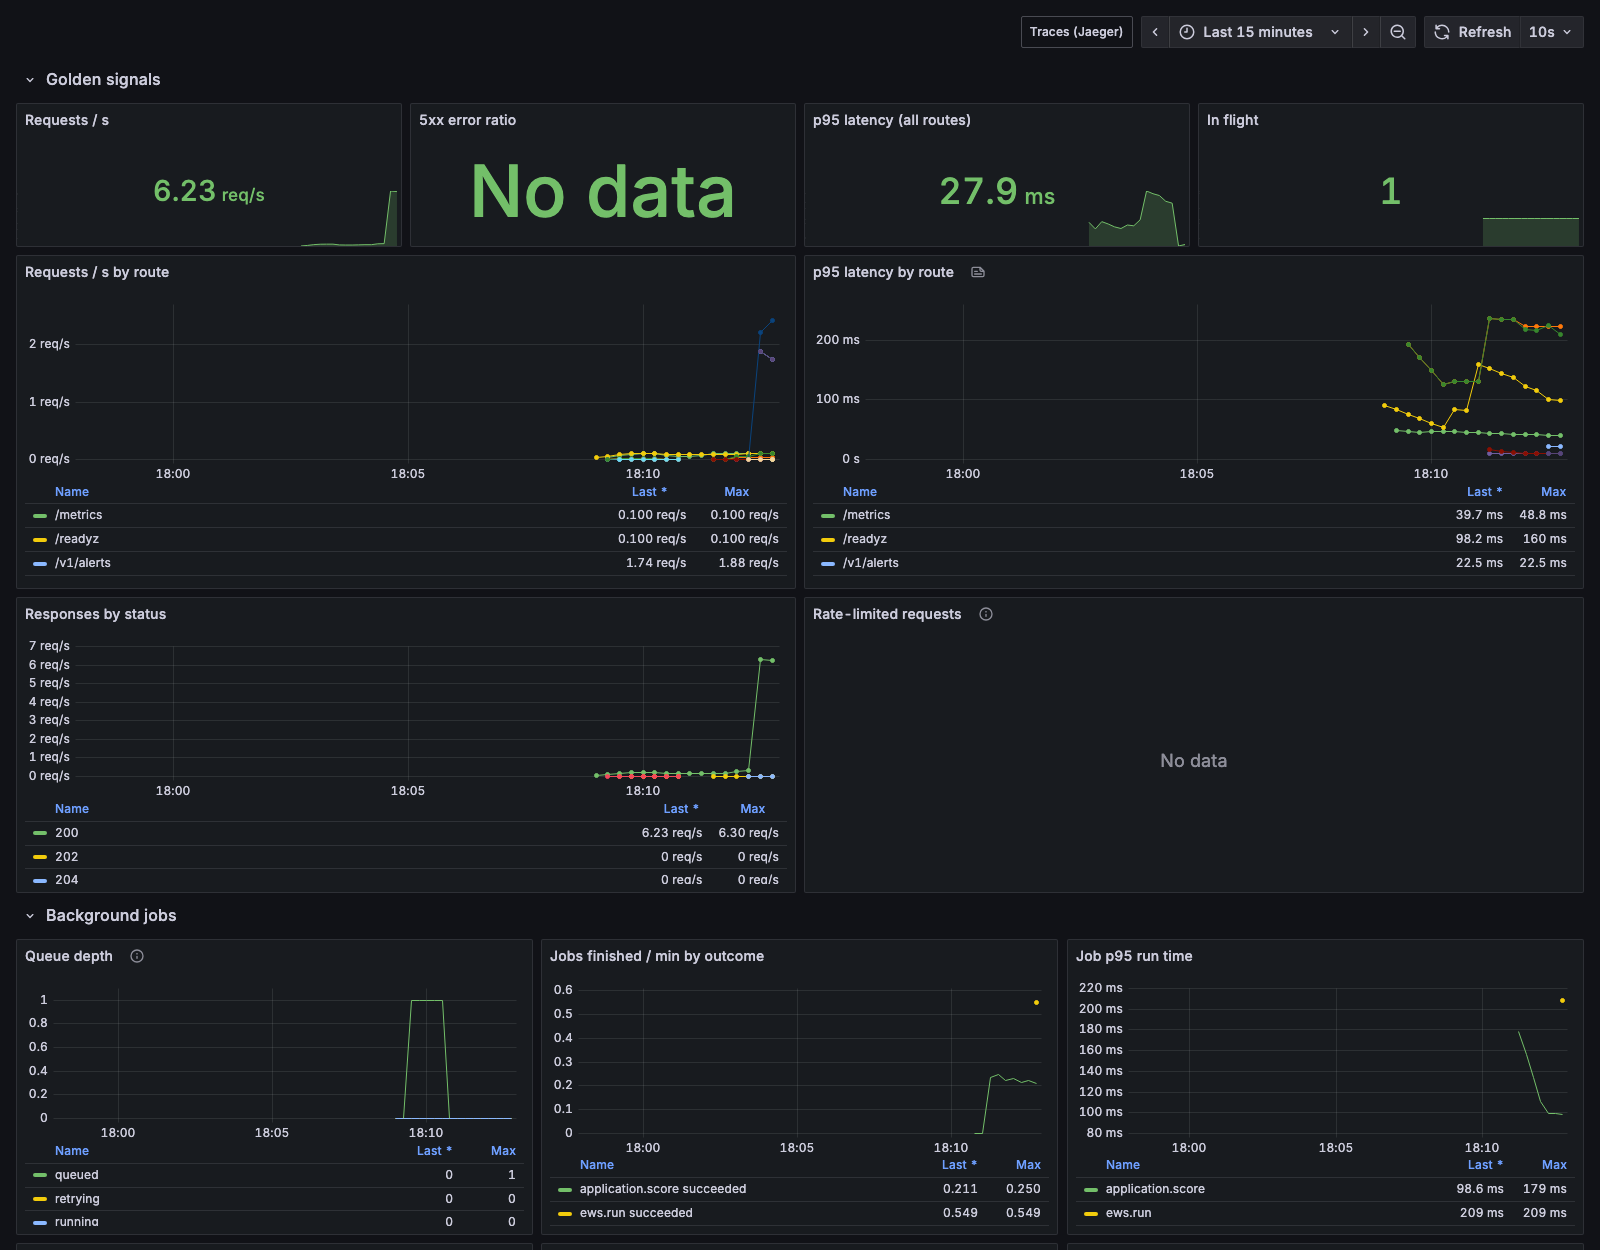 Traces (Jaeger)
Last 15 minutes
Refresh
10s
Golden signals
Requests / s
6.23 req/s
5xx error ratio
No data
p95 latency (all routes)
27.9 ms
In flight
1
Requests / s by route
2 req/s
1 req/s
0 req/s
18:00 18:05 18:10
Name Last * Max
/metrics 0.100 req/s 0.100 req/s
/readyz 0.100 req/s 0.100 req/s
/v1/alerts 1.74 req/s 1.88 req/s
p95 latency by route
200 ms
100 ms
0 s
18:00 18:05 18:10
Name Last * Max
/metrics 39.7 ms 48.8 ms
/readyz 98.2 ms 160 ms
/v1/alerts 22.5 ms 22.5 ms
Responses by status
7 req/s
6 req/s
5 req/s
4 req/s
3 req/s
2 req/s
1 req/s
0 req/s
18:00 18:05 18:10
Name Last * Max
200 6.23 req/s 6.30 req/s
202 0 req/s 0 req/s
204 0 req/s 0 req/s
Rate-limited requests
No data
Background jobs
Queue depth
1
0.8
0.6
0.4
0.2
0
18:00 18:05 18:10
Name Last * Max
queued 0 1
retrying 0 0
running 0 0
Jobs finished / min by outcome
0.6
0.5
0.4
0.3
0.2
0.1
0
18:00 18:05 18:10
Name Last * Max
application.score succeeded 0.211 0.250
ews.run succeeded 0.549 0.549
Job p95 run time
220 ms
200 ms
180 ms
160 ms
140 ms
120 ms
100 ms
80 ms
18:00 18:05 18:10
Name Last * Max
application.score 98.6 ms 179 ms
ews.run 209 ms 209 ms